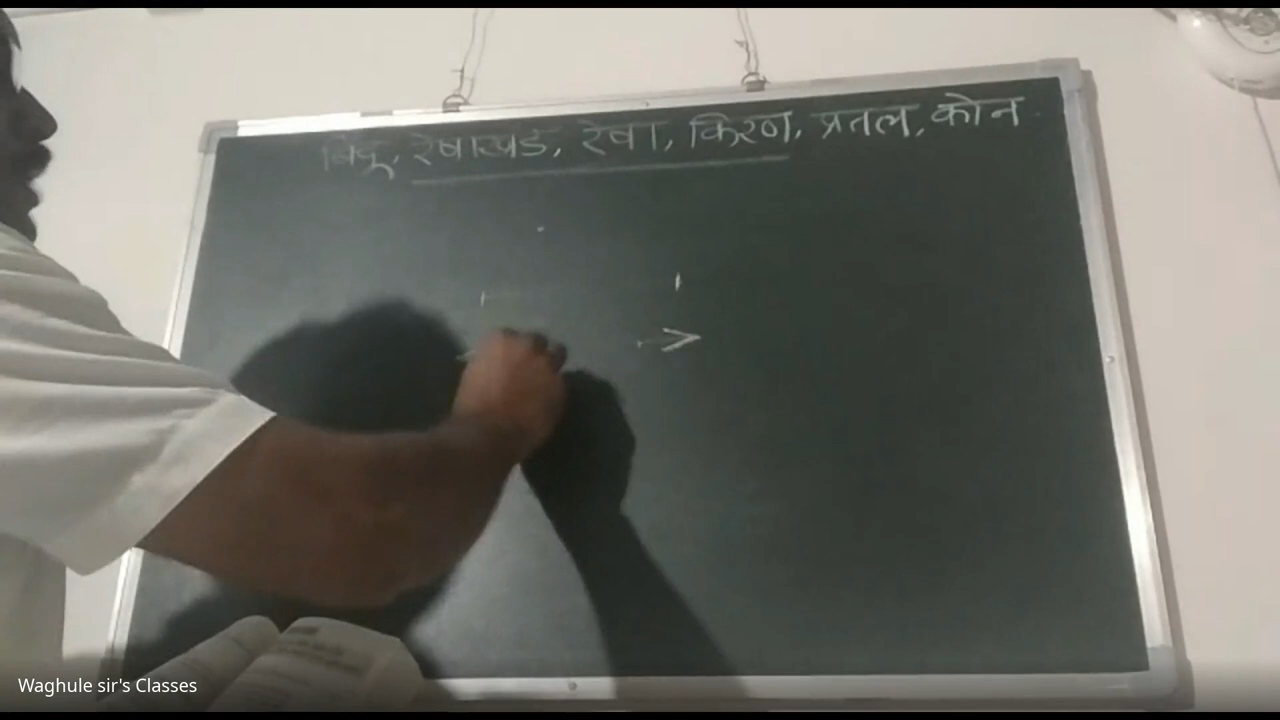 बिंदू, रेषाखंड, रेषा, किरण, प्रतल, कोन
Waghule sir's Classes